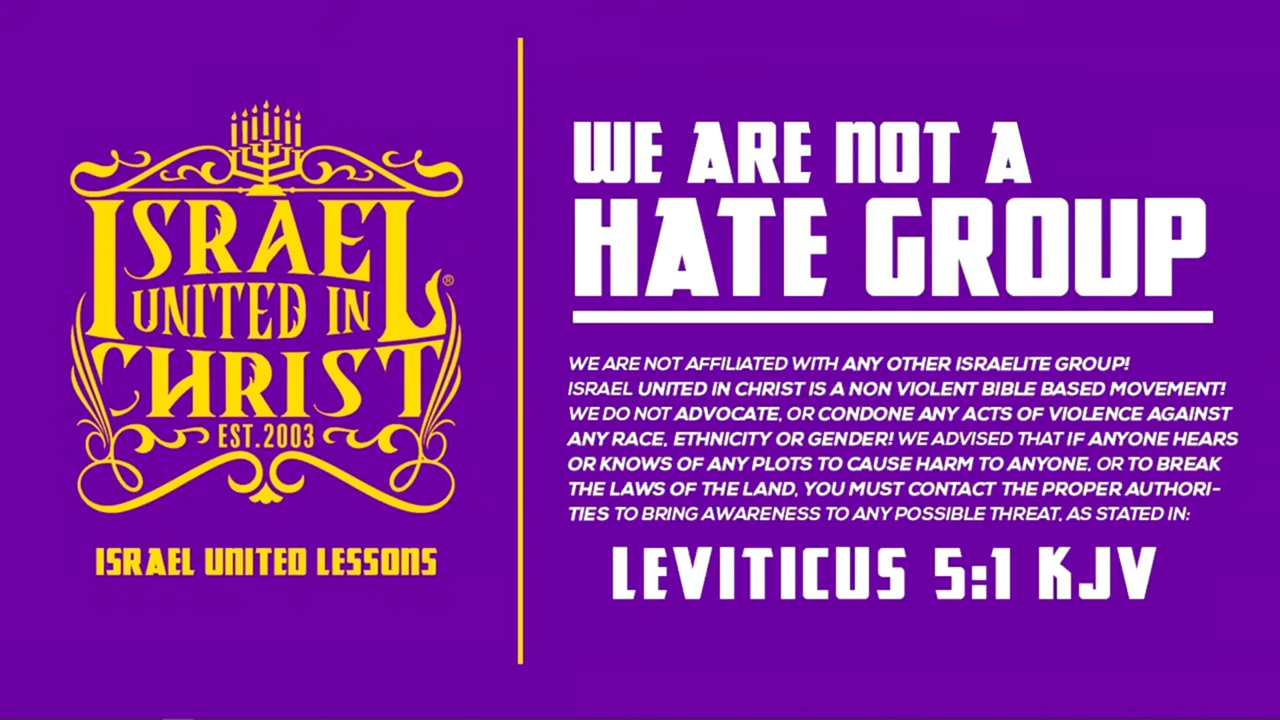 ISRAEL
UNITED IN
CHRIST
®
EST.2003
ISRAEL UNITED LESSONS
WE ARE NOT A
HATE GROUP
WE ARE NOT AFFILIATED WITH ANY OTHER ISRAELITE GROUP!
ISRAEL UNITED IN CHRIST IS A NON VIOLENT BIBLE BASED MOVEMENT!
WE DO NOT ADVOCATE, OR CONDONE ANY ACTS OF VIOLENCE AGAINST
ANY RACE, ETHNICITY OR GENDER! WE ADVISED THAT IF ANYONE HEARS
OR KNOWS OF ANY PLOTS TO CAUSE HARM TO ANYONE, OR TO BREAK
THE LAWS OF THE LAND, YOU MUST CONTACT THE PROPER AUTHORI-
TIES TO BRING AWARENESS TO ANY POSSIBLE THREAT, AS STATED IN:
LEVITICUS 5:1 KJV